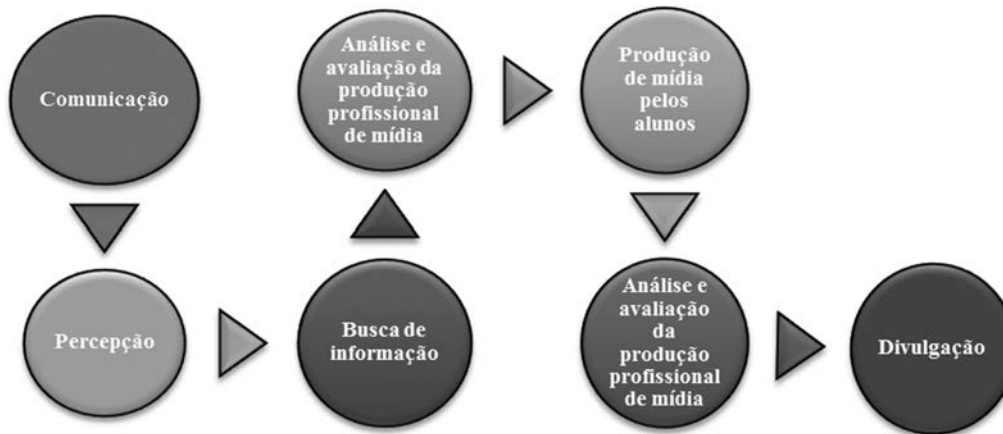 Comunicação
Percepção
Busca de
informação
Análise e
avaliação da
produção
profissional
de mídia
Produção
de mídia
pelos
alunos
Análise e
avaliação
da
produção
profissional
de mídia
Divulgação